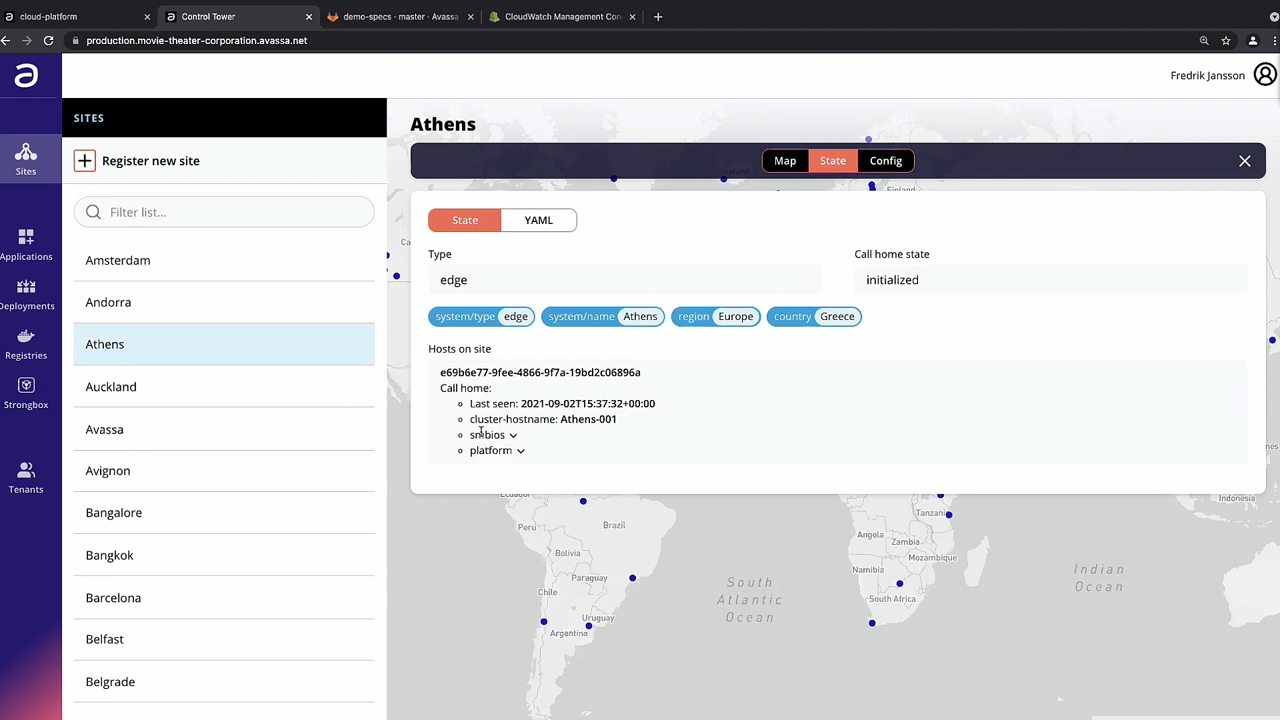 cloud-platform
Control Tower
demo-specs · master · Avassa
CloudWatch Management Con
production.movie-theater-corporation.avassa.net
Fredrik Jansson
Sites
Applications
Deployments
Registries
Strongbox
Tenants
SITES
Register new site
Filter list...
Amsterdam
Andorra
Athens
Auckland
Avassa
Avignon
Bangalore
Bangkok
Barcelona
Belfast
Belgrade
Athens
Map State Config
State YAML
Type
edge
Call home state
initialized
system/type edge system/name Athens region Europe country Greece
Hosts on site
e69b6e77-9fee-4866-9f7a-19bd2c06896a
Call home:
Last seen: 2021-09-02T15:37:32+00:00
cluster-hostname: Athens-001
smbios
platform
Iceland
Finland
Ca
Ecuador
Peru
Brazil
Bolivia
Paraguay
Chile
Uruguay
Argentina
South
Atlantic
Ocean
Tanzania
Angola
Zambia
Mozambique
Namibia
South Africa
Indian
Ocean
Indonesia